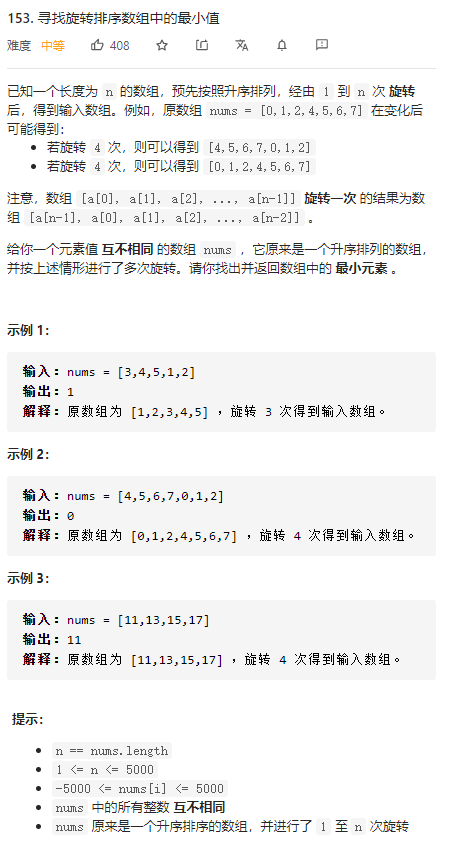 153. 寻找旋转排序数组中的最小值
难度 中等 408
已知一个长度为 n 的数组，预先按照升序排列，经由 1 到 n 次 旋转
后，得到输入数组。例如，原数组 nums = [0,1,2,4,5,6,7] 在变化后
可能得到：
• 若旋转 4 次，则可以得到 [4,5,6,7,0,1,2]
• 若旋转 4 次，则可以得到 [0,1,2,4,5,6,7]
注意，数组 [a[0], a[1], a[2], ..., a[n-1]] 旋转一次 的结果为数
组 [a[n-1], a[0], a[1], a[2], ..., a[n-2]] 。
给你一个元素值 互不相同 的数组 nums ，它原来是一个升序排列的数组，
并按上述情形进行了多次旋转。请你找出并返回数组中的 最小元素 。
示例 1：
输入：nums = [3,4,5,1,2]
输出：1
解释：原数组为 [1,2,3,4,5] ，旋转 3 次得到输入数组。
示例 2：
输入：nums = [4,5,6,7,0,1,2]
输出：0
解释：原数组为 [0,1,2,4,5,6,7] ，旋转 4 次得到输入数组。
示例 3：
输入：nums = [11,13,15,17]
输出：11
解释：原数组为 [11,13,15,17] ，旋转 4 次得到输入数组。
提示：
• n == nums.length
• 1 <= n <= 5000
• -5000 <= nums[i] <= 5000
• nums 中的所有整数 互不相同
• nums 原来是一个升序排序的数组，并进行了 1 至 n 次旋转